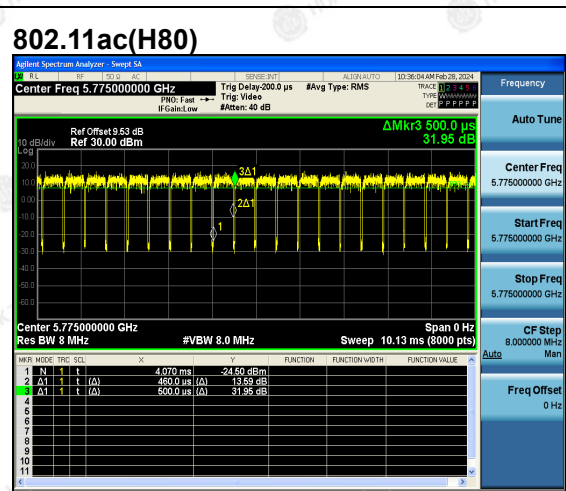 802.11ac(H80)
Agilent Spectrum Analyzer - Swept SA
RL RF 50 Ω AC SENSE:INT ALIGN AUTO 10:36:04 AM Feb 28, 2024
Center Freq 5.775000000 GHz Trig Delay-200.0 µs #Avg Type: RMS TRACE 1 2 3 4 5 6
PNO: Fast Trig: Video TYPE WWWWWW
IFGain:Low #Atten: 40 dB DET P P P P P P
Frequency
Auto Tune
Center Freq
5.775000000 GHz
Start Freq
5.775000000 GHz
Stop Freq
5.775000000 GHz
CF Step
8.000000 MHz
Auto Man
Freq Offset
0 Hz
Ref Offset 9.53 dB ΔMkr3 500.0 µs
10 dB/div Ref 30.00 dBm 31.95 dB
Log
20.0
10.0
0.00
-10.0
-20.0
-30.0
-40.0
-50.0
-60.0
3Δ1
2Δ1
1
Center 5.775000000 GHz Span 0 Hz
Res BW 8 MHz #VBW 8.0 MHz Sweep 10.13 ms (8000 pts)
MKR MODE TRC SCL X Y FUNCTION FUNCTION WIDTH FUNCTION VALUE
1 N 1 t 4.070 ms -24.50 dBm
2 Δ1 1 t (Δ) 460.0 µs (Δ) 13.59 dB
3 Δ1 1 t (Δ) 500.0 µs (Δ) 31.95 dB
4
5
6
7
8
9
10
11